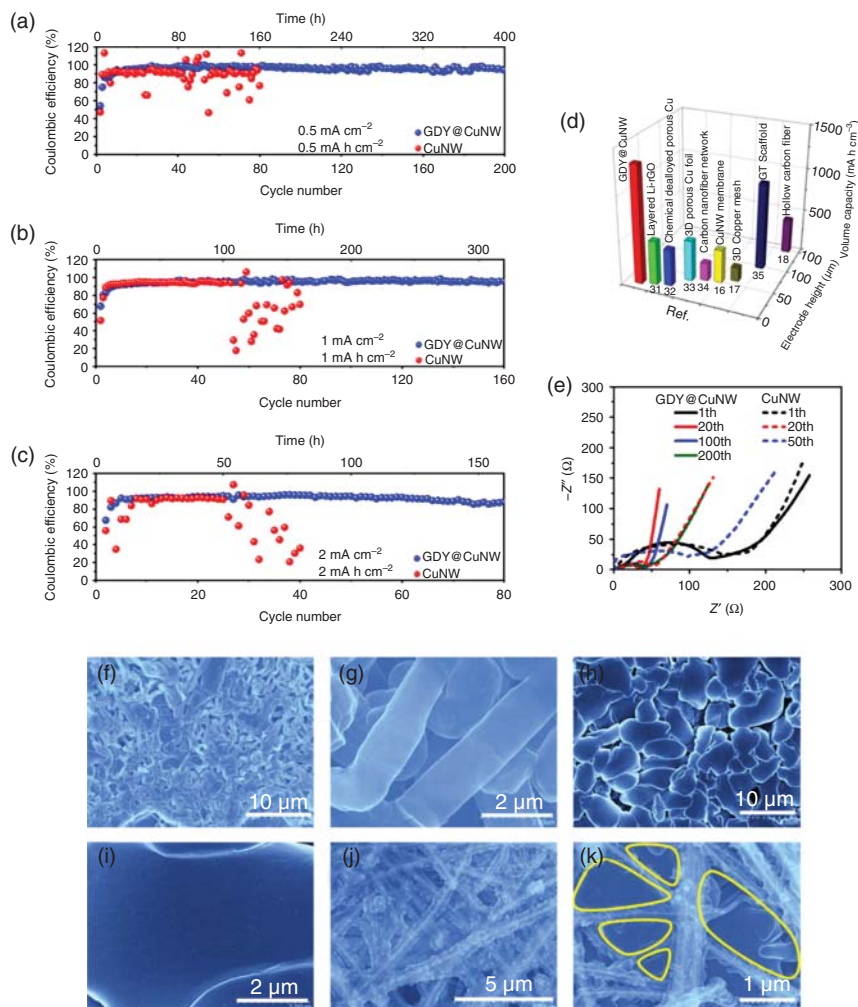 (a)
Time (h)
0 80 160 240 320 400
Coulombic efficiency (%)
120
100
80
60
40
20
0
0.5 mA cm⁻² GDY@CuNW
0.5 mA h cm⁻² CuNW
0 40 80 120 160 200
Cycle number
(b)
Time (h)
0 100 200 300
Coulombic efficiency (%)
120
100
80
60
40
20
0
1 mA cm⁻² GDY@CuNW
1 mA h cm⁻² CuNW
0 40 80 120 160
Cycle number
(c)
Time (h)
0 50 100 150
Coulombic efficiency (%)
120
100
80
60
40
20
0
2 mA cm⁻² GDY@CuNW
2 mA h cm⁻² CuNW
0 20 40 60 80
Cycle number
(d)
GDY@CuNW
Layered Li-rGO
Chemical dealloyed porous Cu
3D porous Cu foil
Carbon nanofiber network
CuNW membrane
3D Copper mesh
GT Scaffold
Hollow carbon fiber
31 32 33 34 16 17 35 18
Ref.
0
50
100
100
Electrode height (μm)
500
1000
1500
Volume capacity (mA h cm⁻³)
(e)
300
250
200
150
100
50
0
−Z″ (Ω)
GDY@CuNW CuNW
1th 1th
20th 20th
100th 50th
200th
0 100 200 300
Z′ (Ω)
(f)
10 μm
(g)
2 μm
(h)
10 μm
(i)
2 μm
(j)
5 μm
(k)
1 μm